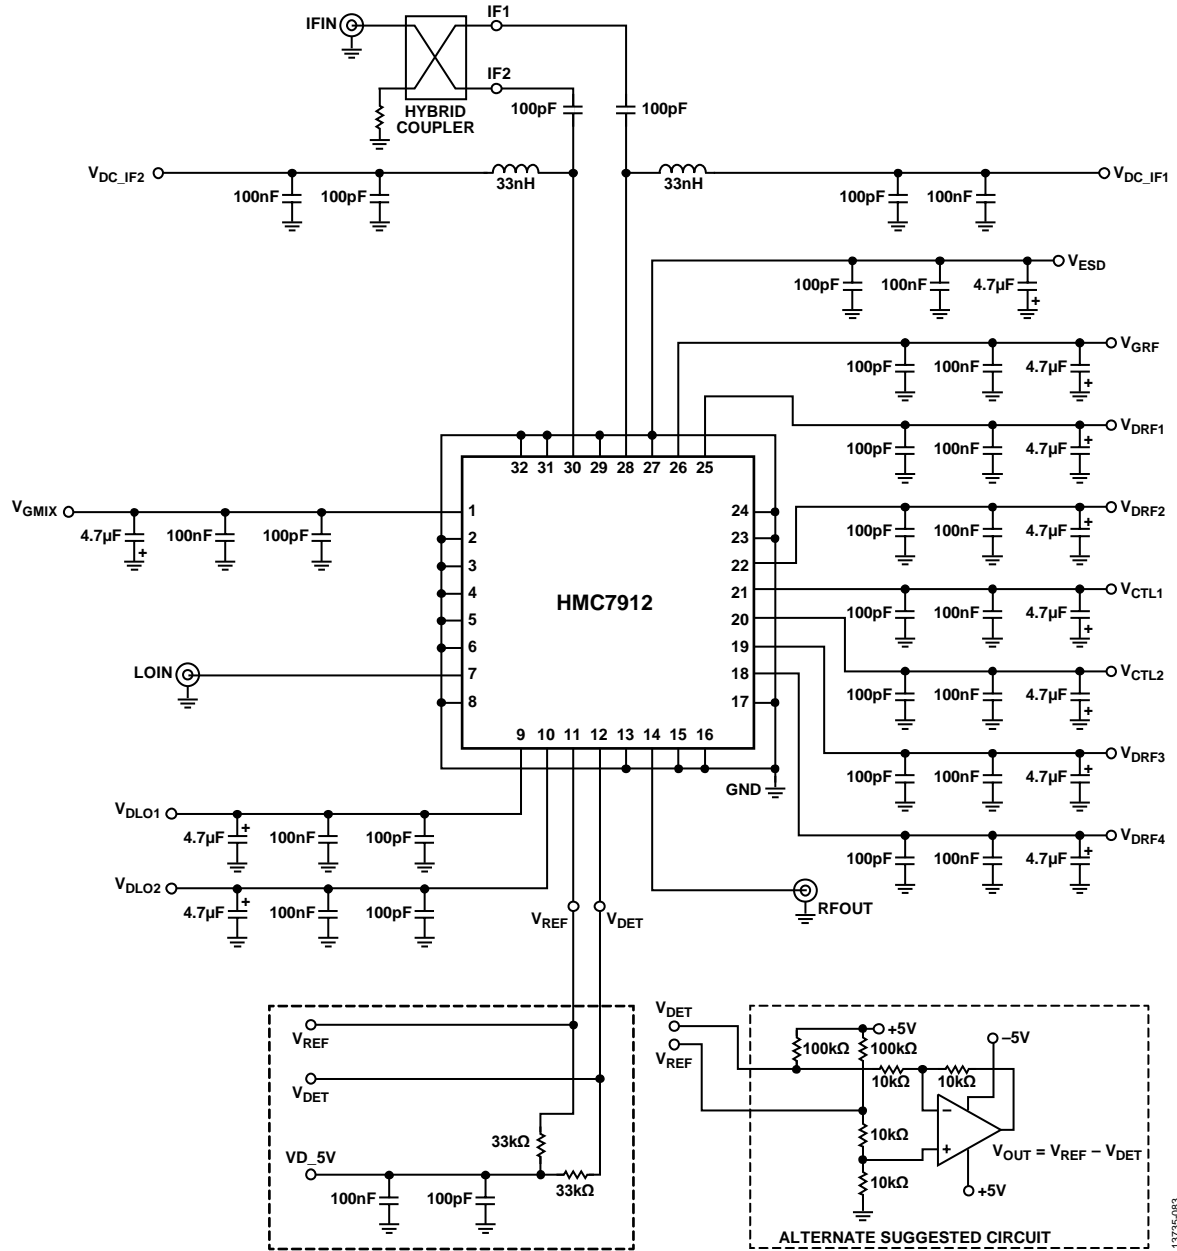 IFIN
IF1
IF2
HYBRID
COUPLER
100pF
100pF
VDC_IF2
100nF
100pF
33nH
33nH
100pF
100nF
VDC_IF1
VESD
100pF
100nF
4.7µF
+
VGRF
100pF
100nF
4.7µF
+
VDRF1
100pF
100nF
4.7µF
+
VDRF2
100pF
100nF
4.7µF
+
VCTL1
100pF
100nF
4.7µF
+
VCTL2
100pF
100nF
4.7µF
+
VDRF3
100pF
100nF
4.7µF
+
VDRF4
100pF
100nF
4.7µF
+
32 31 30 29 28 27 26 25
VGMIX
4.7µF
+
100nF
100pF
1
2
3
4
5
6
7
8
LOIN
HMC7912
24
23
22
21
20
19
18
17
9 10 11 12 13 14 15 16
GND
VDLO1
4.7µF
+
100nF
100pF
VDLO2
4.7µF
+
100nF
100pF
VREF
VDET
RFOUT
VREF
VDET
33kΩ
VD_5V
33kΩ
100nF
100pF
VDET
VREF
+5V
–5V
100kΩ
100kΩ
10kΩ
10kΩ
–
+
10kΩ
10kΩ
VOUT = VREF – VDET
+5V
ALTERNATE SUGGESTED CIRCUIT
13735-083